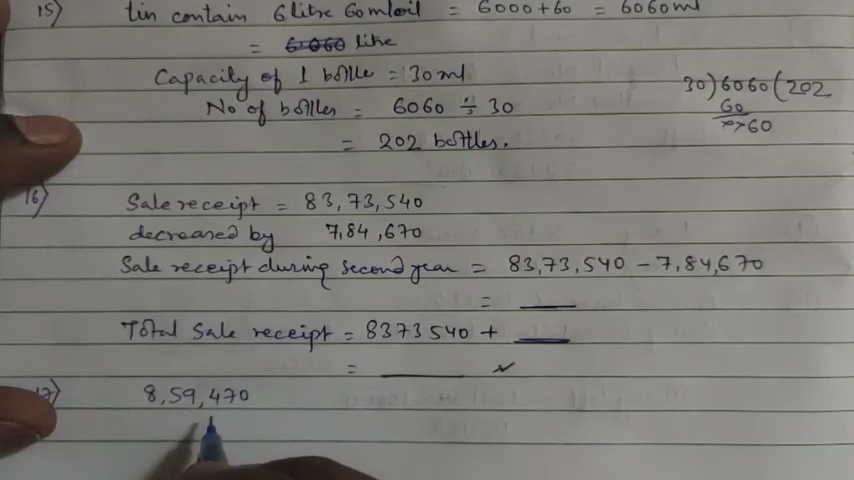 15) tin contain 6 litre 60 ml oil = 6000+60 = 6060 ml
= 6.060 litre
Capacity of 1 bottle = 30 ml
No of bottles = 6060 ÷ 30
= 202 bottles.
30)6060(202
60
××60
16) Sale receipt = 83,73,540
decreased by 7,84,670
Sale receipt during second year = 83,73,540 - 7,84,670
= ____
Total Sale receipt = 8373540 + ____
= ____
17) 8,59,470